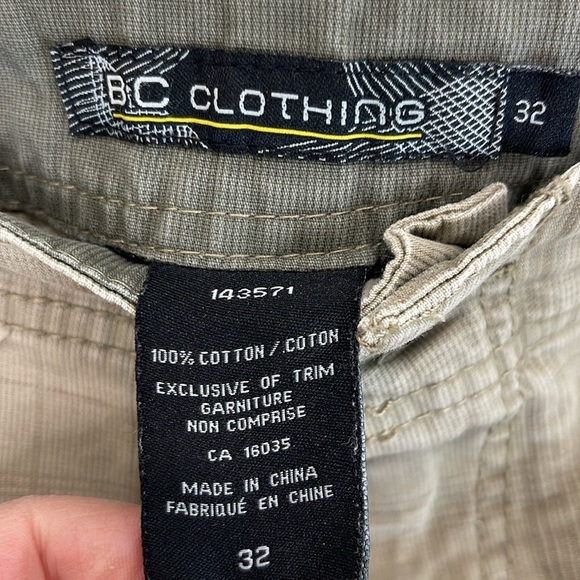 BC CLOTHING
32
143571
100% COTTON / COTON
EXCLUSIVE OF TRIM
GARNITURE
NON COMPRISE
CA 16035
MADE IN CHINA
FABRIQUÉ EN CHINE
32